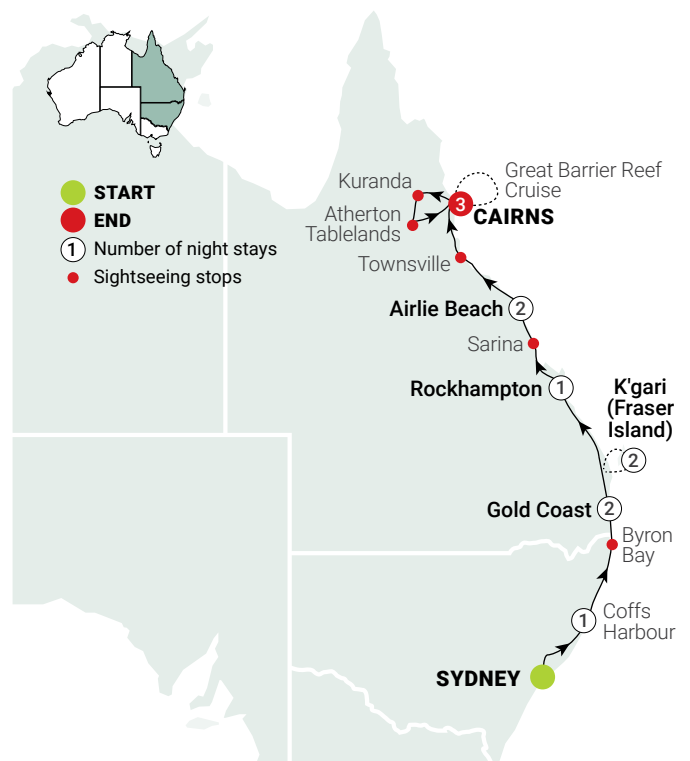 START
END
1 Number of night stays
Sightseeing stops
Great Barrier Reef
Cruise
Kuranda
3
CAIRNS
Atherton
Tablelands
Townsville
Airlie Beach 2
Sarina
Rockhampton 1
K'gari
(Fraser
Island)
2
Gold Coast 2
Byron
Bay
1
Coffs
Harbour
SYDNEY